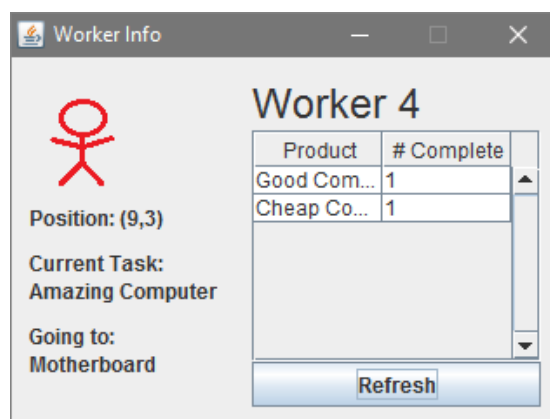 Worker Info
Worker 4
Product # Complete
Good Com... 1
Cheap Co... 1
Position: (9,3)
Current Task:
Amazing Computer
Going to:
Motherboard
Refresh